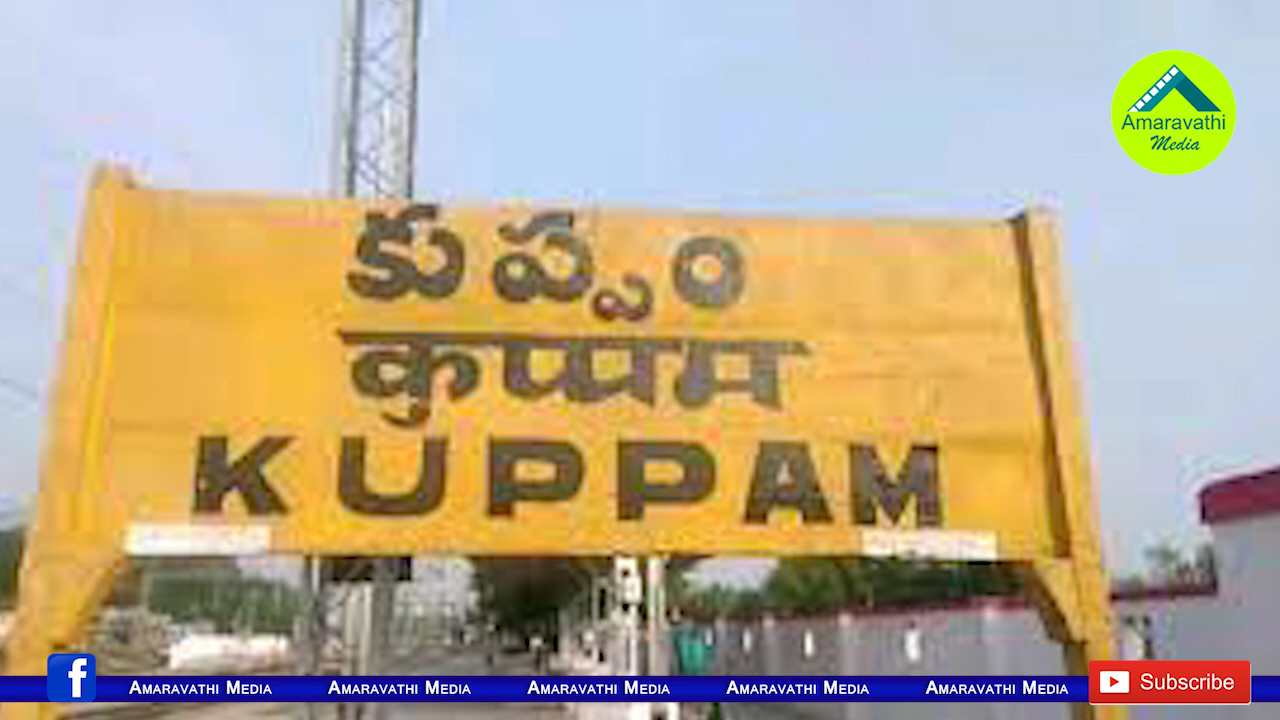 Amaravathi
Media
కుప్పం
कुप्पम
KUPPAM
f Amaravathi Media Amaravathi Media Amaravathi Media Amaravathi Media Amaravathi Media Subscribe